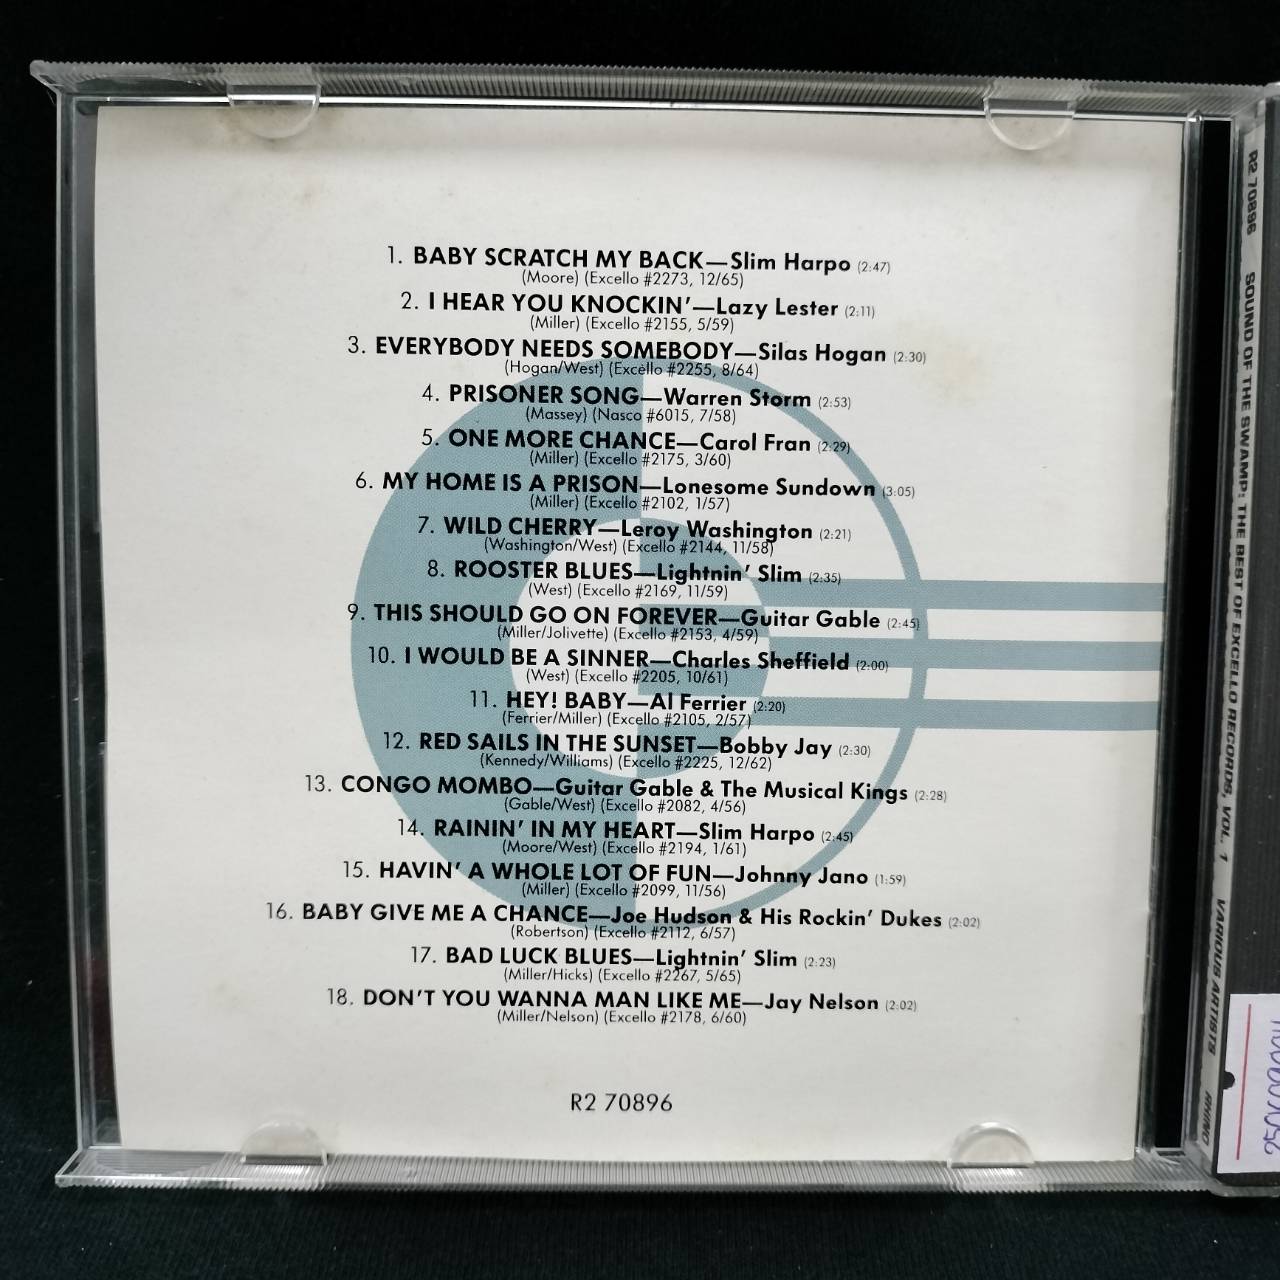 1. BABY SCRATCH MY BACK—Slim Harpo (2:47)
(Moore) (Excello #2273, 12/65)
2. I HEAR YOU KNOCKIN'—Lazy Lester (2:11)
(Miller) (Excello #2155, 5/59)
3. EVERYBODY NEEDS SOMEBODY—Silas Hogan (2:30)
(Hogan/West) (Excello #2255, 8/64)
4. PRISONER SONG—Warren Storm (2:53)
(Massey) (Nasco #6015, 7/58)
5. ONE MORE CHANCE—Carol Fran (2:29)
(Miller) (Excello #2175, 3/60)
6. MY HOME IS A PRISON—Lonesome Sundown (3:05)
(Miller) (Excello #2102, 1/57)
7. WILD CHERRY—Leroy Washington (2:21)
(Washington/West) (Excello #2144, 11/58)
8. ROOSTER BLUES—Lightnin' Slim (2:35)
(West) (Excello #2169, 11/59)
9. THIS SHOULD GO ON FOREVER—Guitar Gable (2:45)
(Miller/Jolivette) (Excello #2153, 4/59)
10. I WOULD BE A SINNER—Charles Sheffield (2:00)
(West) (Excello #2205, 10/61)
11. HEY! BABY—Al Ferrier (2:20)
(Ferrier/Miller) (Excello #2105, 2/57)
12. RED SAILS IN THE SUNSET—Bobby Jay (2:30)
(Kennedy/Williams) (Excello #2225, 12/62)
13. CONGO MOMBO—Guitar Gable & The Musical Kings (2:28)
(Gable/West) (Excello #2082, 4/56)
14. RAININ' IN MY HEART—Slim Harpo (2:45)
(Moore/West) (Excello #2194, 1/61)
15. HAVIN' A WHOLE LOT OF FUN—Johnny Jano (1:59)
(Miller) (Excello #2099, 11/56)
16. BABY GIVE ME A CHANCE—Joe Hudson & His Rockin' Dukes (2:02)
(Robertson) (Excello #2112, 6/57)
17. BAD LUCK BLUES—Lightnin' Slim (2:23)
(Miller/Hicks) (Excello #2267, 5/65)
18. DON'T YOU WANNA MAN LIKE ME—Jay Nelson (2:02)
(Miller/Nelson) (Excello #2178, 6/60)
R2 70896
R2 70896 SOUND OF THE SWAMP: THE BEST OF EXCELLO RECORDS, VOL. 1 VARIOUS ARTISTS RHINO